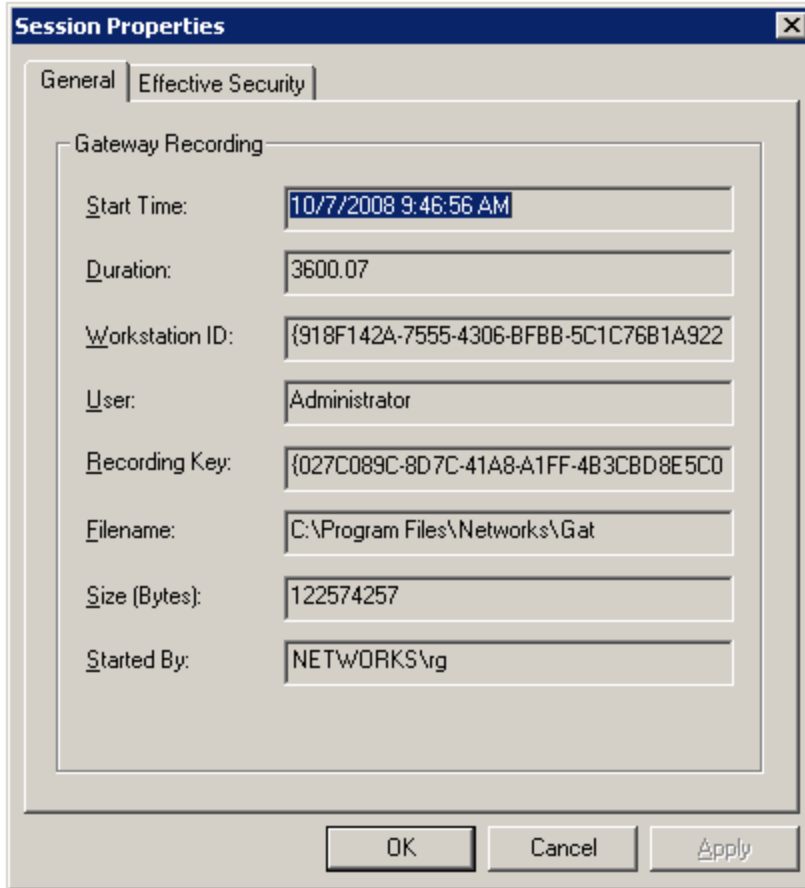 Session Properties
General Effective Security
Gateway Recording
Start Time: 10/7/2008 9:46:56 AM
Duration: 3600.07
Workstation ID: {918F142A-7555-4306-BFBB-5C1C76B1A922
User: Administrator
Recording Key: {027C089C-8D7C-41A8-A1FF-4B3CBD8E5C0
Filename: C:\Program Files\Networks\Gat
Size (Bytes): 122574257
Started By: NETWORKS\rg
OK Cancel Apply